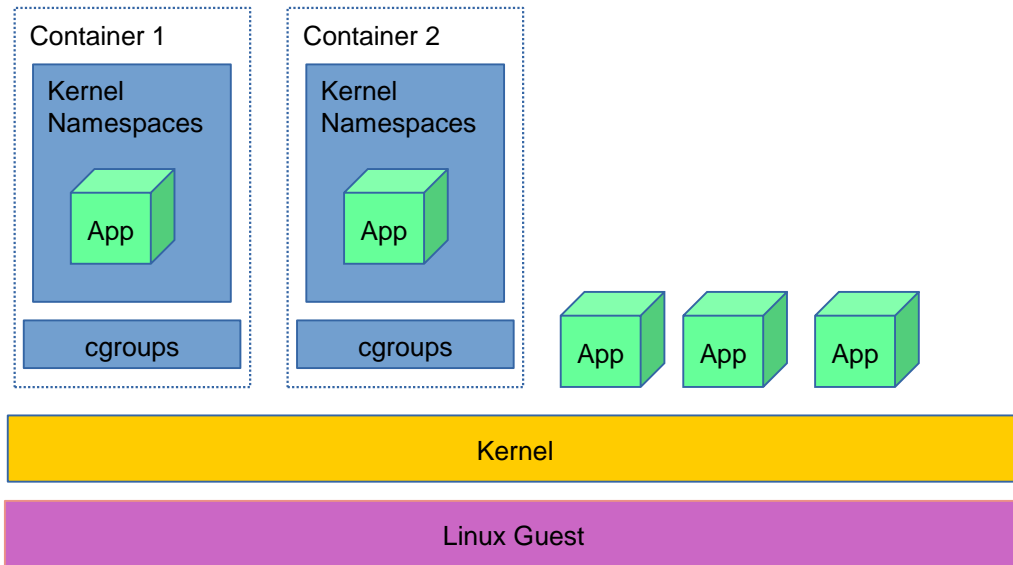 Container 1
Kernel
Namespaces
App
cgroups
Container 2
Kernel
Namespaces
App
cgroups
App
App
App
Kernel
Linux Guest